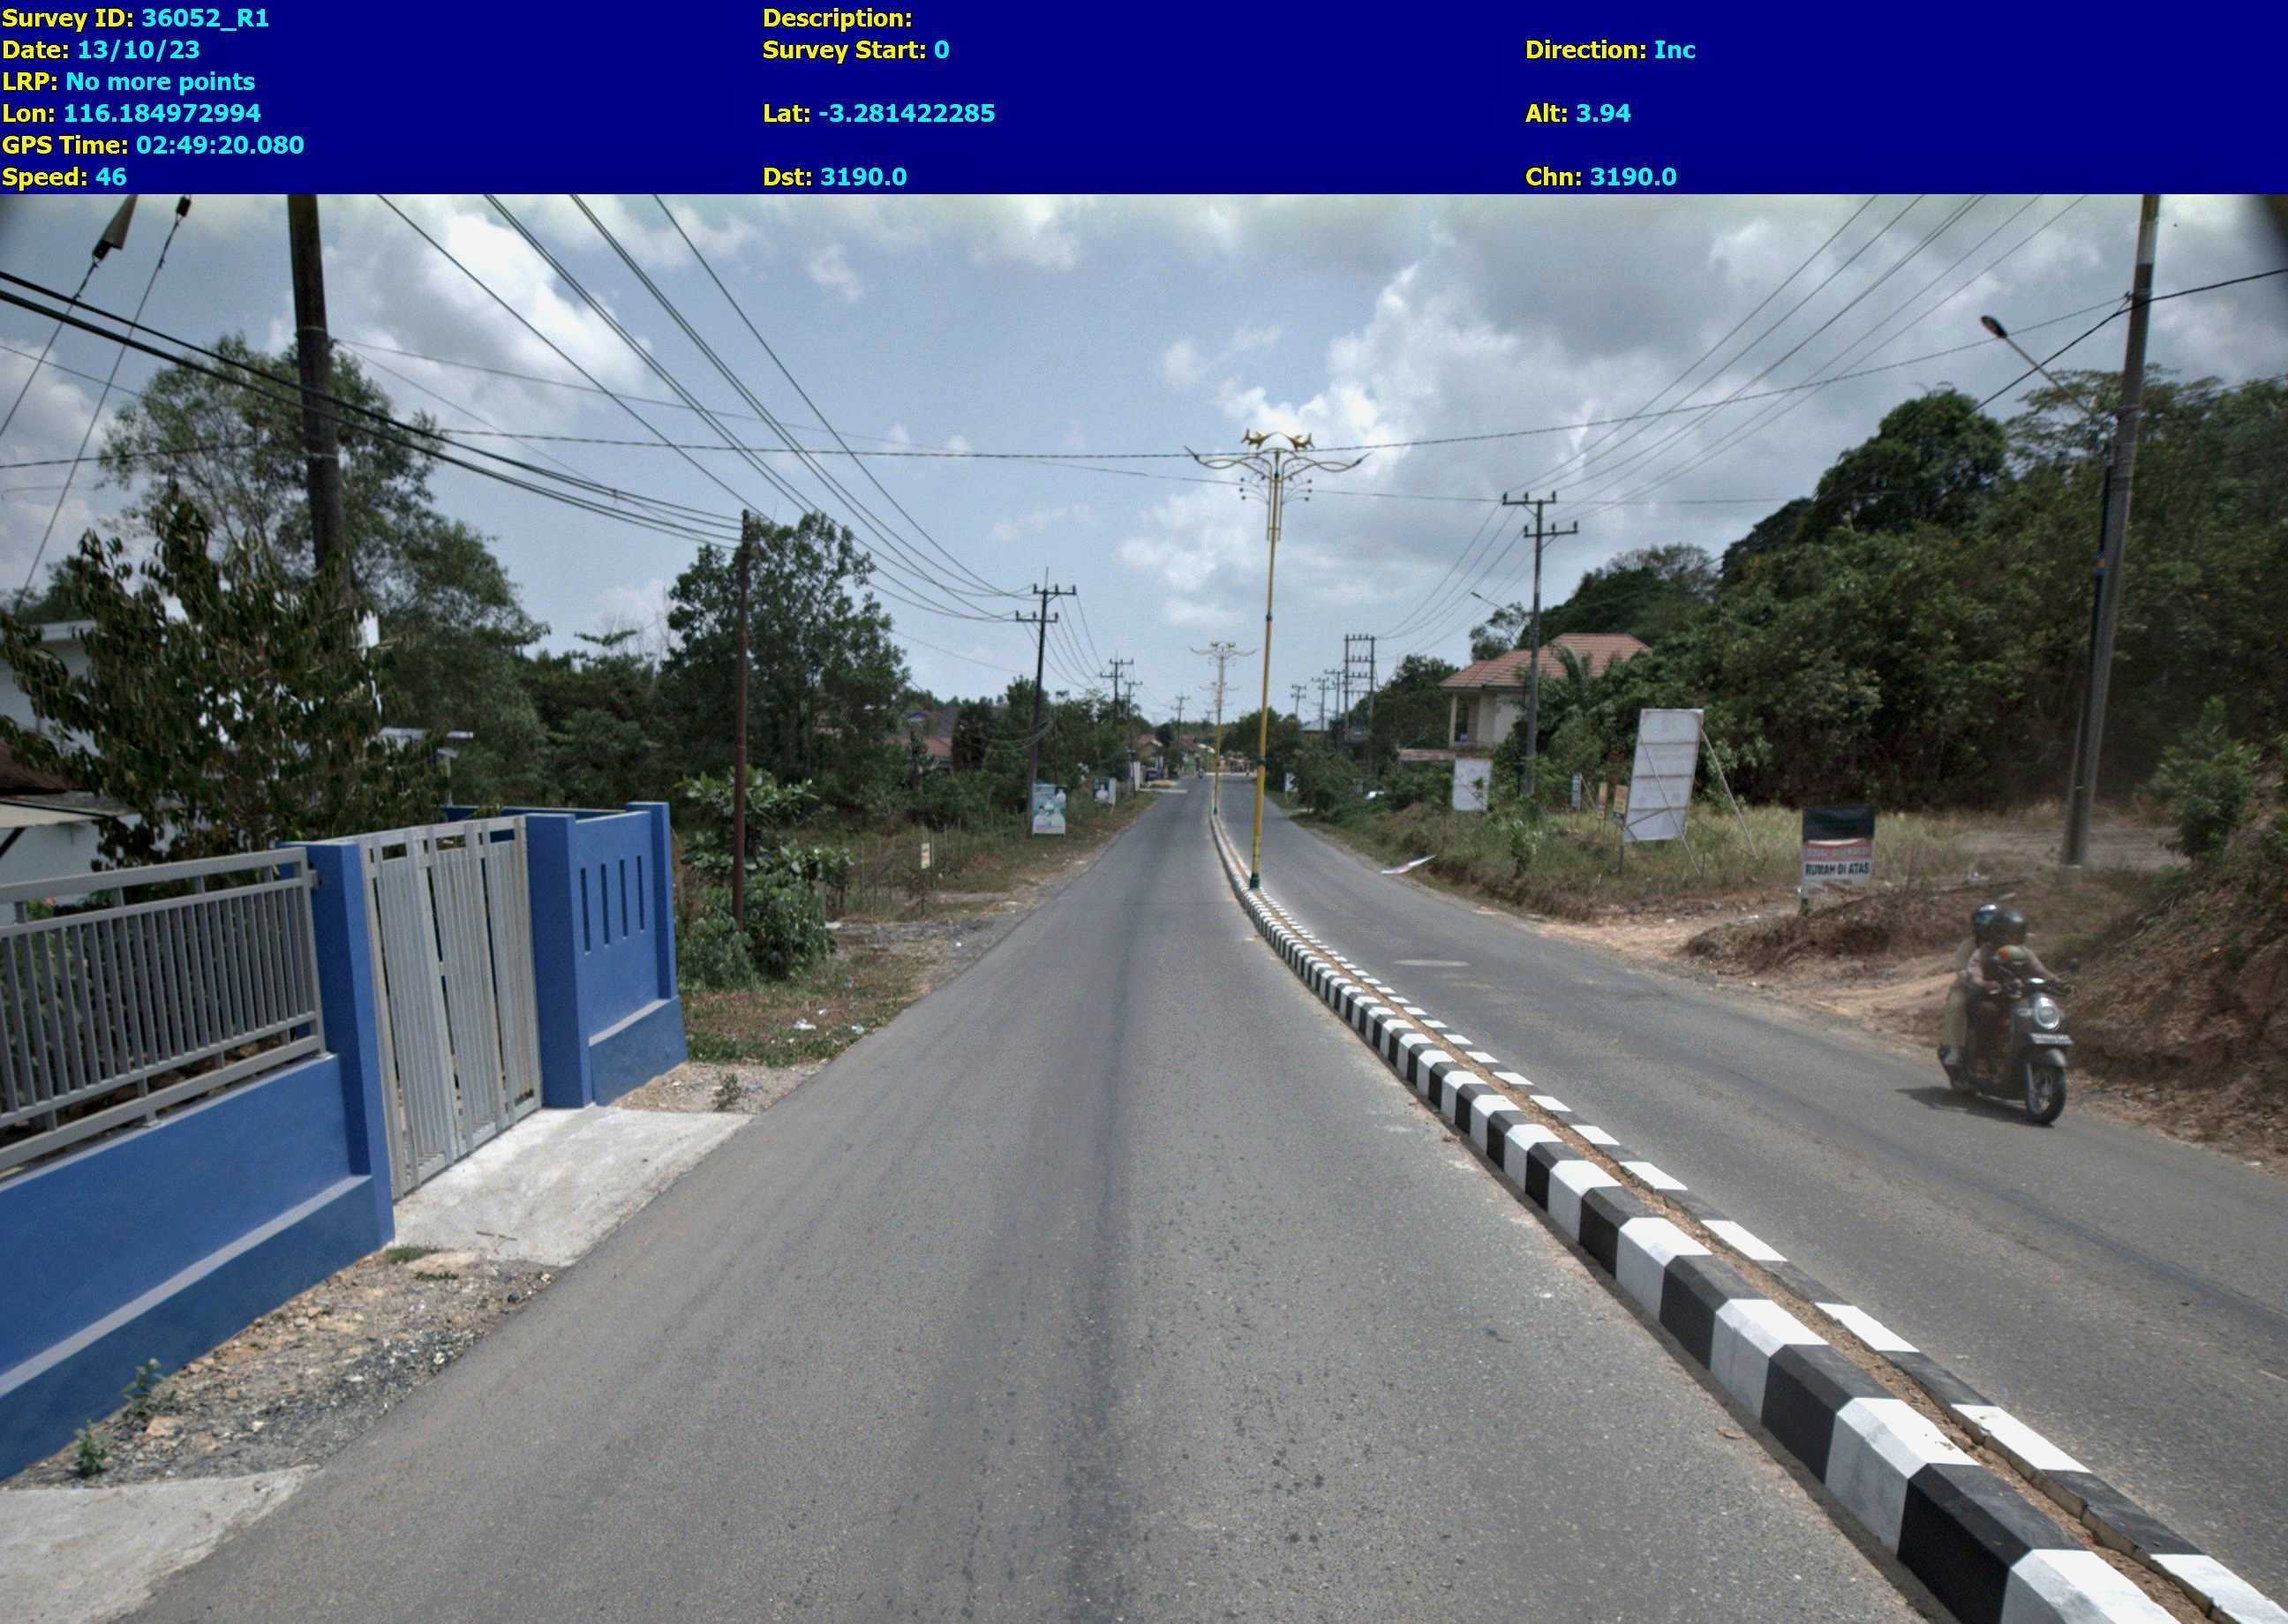 Survey ID: 36052_R1
Description:
Date: 13/10/23
Survey Start: 0
Direction: Inc
LRP: No more points
Lon: 116.184972994
Lat: -3.281422285
Alt: 3.94
GPS Time: 02:49:20.080
Speed: 46
Dst: 3190.0
Chn: 3190.0
RUMAH DI ATAS